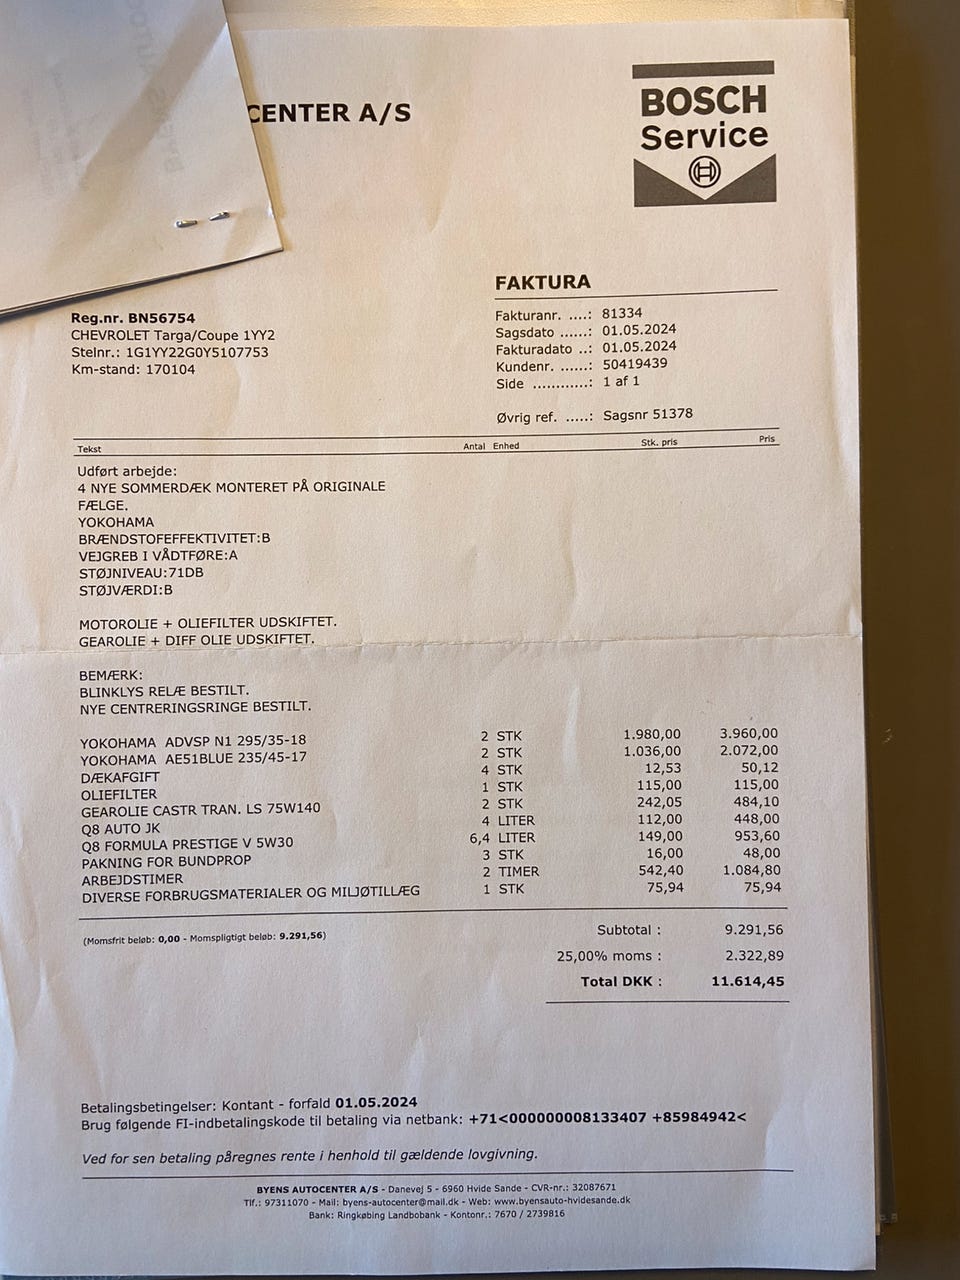 CENTER A/S
BOSCH
Service
FAKTURA
Reg.nr. BN56754
CHEVROLET Targa/Coupe 1YY2
Stelnr.: 1G1YY22G0Y5107753
Km-stand: 170104
Fakturanr. ....: 81334
Sagsdato ......: 01.05.2024
Fakturadato ..: 01.05.2024
Kundenr. ......: 50419439
Side ............: 1 af 1
Øvrig ref. .....: Sagsnr 51378
Tekst Antal Enhed Stk. pris Pris
Udført arbejde:
4 NYE SOMMERDÆK MONTERET PÅ ORIGINALE
FÆLGE.
YOKOHAMA
BRÆNDSTOFEFFEKTIVITET:B
VEJGREB I VÅDTFØRE:A
STØJNIVEAU:71DB
STØJVÆRDI:B
MOTOROLIE + OLIEFILTER UDSKIFTET.
GEAROLIE + DIFF OLIE UDSKIFTET.
BEMÆRK:
BLINKLYS RELÆ BESTILT.
NYE CENTRERINGSRINGE BESTILT.
YOKOHAMA ADVSP N1 295/35-18 2 STK 1.980,00 3.960,00
YOKOHAMA AE51BLUE 235/45-17 2 STK 1.036,00 2.072,00
DÆKAFGIFT 4 STK 12,53 50,12
OLIEFILTER 1 STK 115,00 115,00
GEAROLIE CASTR TRAN. LS 75W140 2 STK 242,05 484,10
Q8 AUTO JK 4 LITER 112,00 448,00
Q8 FORMULA PRESTIGE V 5W30 6,4 LITER 149,00 953,60
PAKNING FOR BUNDPROP 3 STK 16,00 48,00
ARBEJDSTIMER 2 TIMER 542,40 1.084,80
DIVERSE FORBRUGSMATERIALER OG MILJØTILLÆG 1 STK 75,94 75,94
(Momsfrit beløb: 0,00 - Momspligtigt beløb: 9.291,56)
Subtotal : 9.291,56
25,00% moms : 2.322,89
Total DKK : 11.614,45
Betalingsbetingelser: Kontant - forfald 01.05.2024
Brug følgende FI-indbetalingskode til betaling via netbank: +71<000000008133407 +85984942<
Ved for sen betaling påregnes rente i henhold til gældende lovgivning.
BYENS AUTOCENTER A/S - Danevej 5 - 6960 Hvide Sande - CVR-nr.: 32087671
Tlf.: 97311070 - Mail: byens-autocenter@mail.dk - Web: www.byensauto-hvidesande.dk
Bank: Ringkøbing Landbobank - Kontonr.: 7670 / 2739816